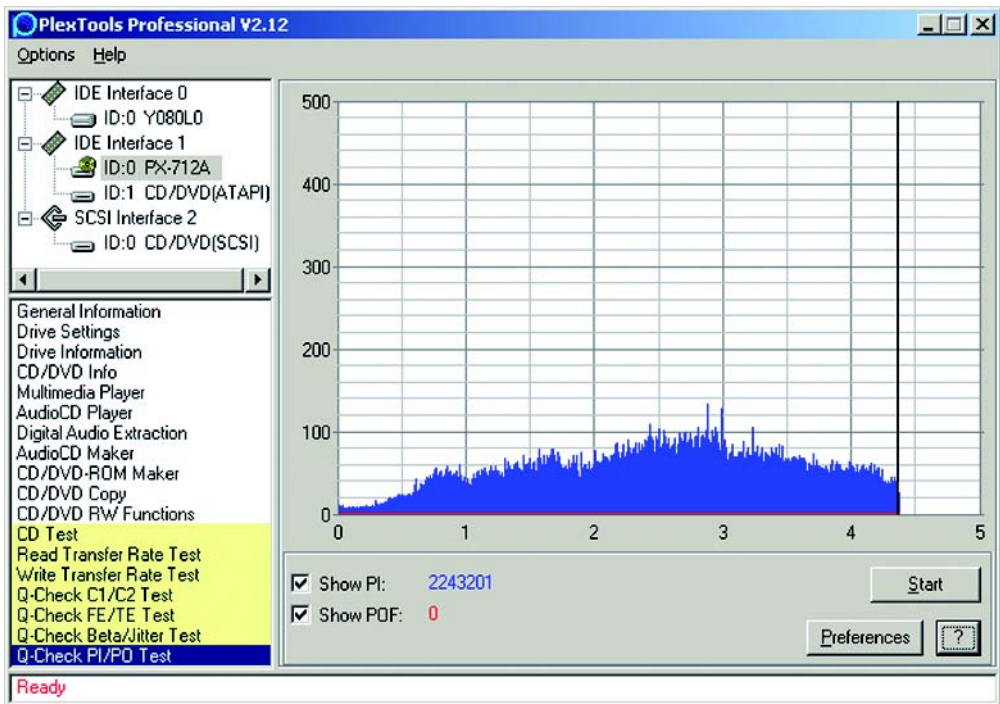 PlexTools Professional V2.12
Options Help
IDE Interface 0
ID:0 Y080L0
IDE Interface 1
ID:0 PX-712A
ID:1 CD/DVD(ATAPI)
SCSI Interface 2
ID:0 CD/DVD(SCSI)
General Information
Drive Settings
Drive Information
CD/DVD Info
Multimedia Player
AudioCD Player
Digital Audio Extraction
AudioCD Maker
CD/DVD-ROM Maker
CD/DVD Copy
CD/DVD RW Functions
CD Test
Read Transfer Rate Test
Write Transfer Rate Test
Q-Check C1/C2 Test
Q-Check FE/TE Test
Q-Check Beta/Jitter Test
Q-Check PI/PO Test
500
400
300
200
100
0
0 1 2 3 4 5
Show PI: 2243201
Show POF: 0
Start
Preferences ?
Ready